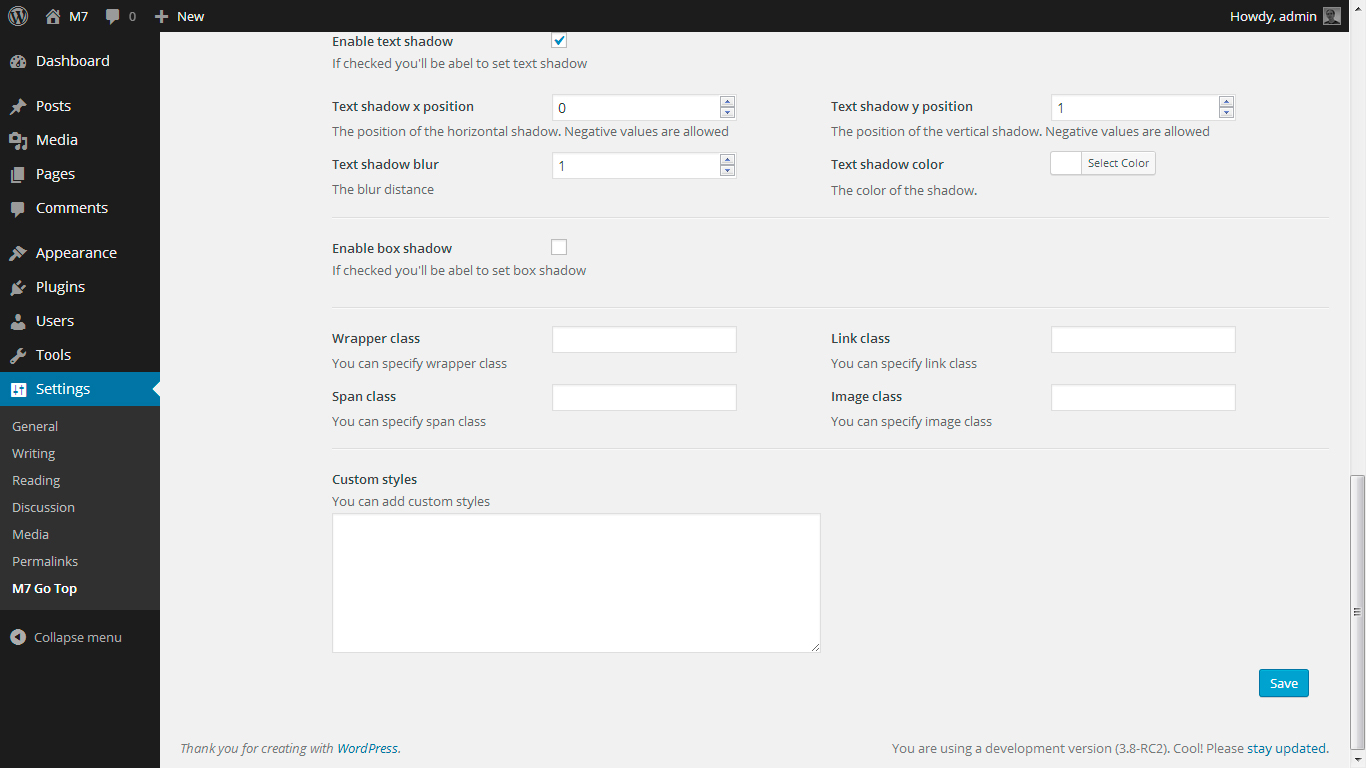 M7 0 New Howdy, admin
Dashboard
Posts
Media
Pages
Comments
Appearance
Plugins
Users
Tools
Settings
General
Writing
Reading
Discussion
Media
Permalinks
M7 Go Top
Collapse menu
Enable text shadow
If checked you'll be abel to set text shadow
Text shadow x position 0 Text shadow y position 1
The position of the horizontal shadow. Negative values are allowed The position of the vertical shadow. Negative values are allowed
Text shadow blur 1 Text shadow color Select Color
The blur distance The color of the shadow.
Enable box shadow
If checked you'll be abel to set box shadow
Wrapper class Link class
You can specify wrapper class You can specify link class
Span class Image class
You can specify span class You can specify image class
Custom styles
You can add custom styles
Save
Thank you for creating with WordPress. You are using a development version (3.8-RC2). Cool! Please stay updated.